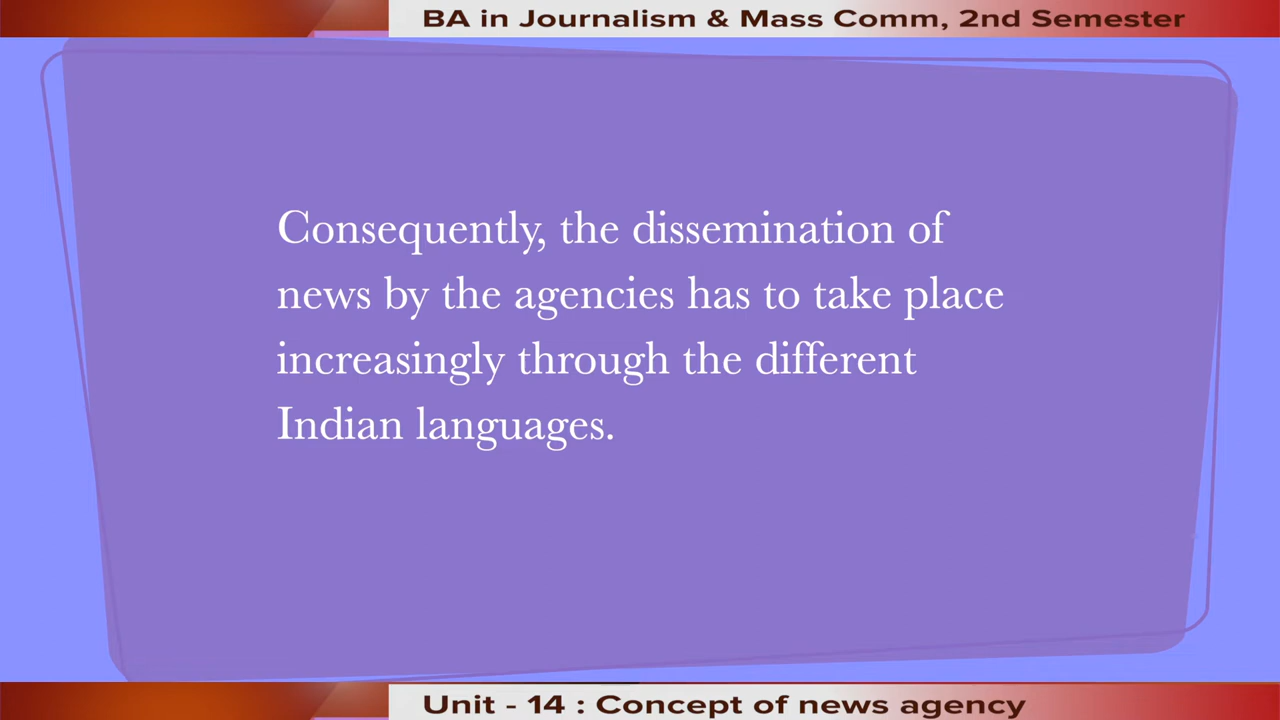 BA in Journalism & Mass Comm, 2nd Semester
Consequently, the dissemination of
news by the agencies has to take place
increasingly through the different
Indian languages.
Unit - 14 : Concept of news agency